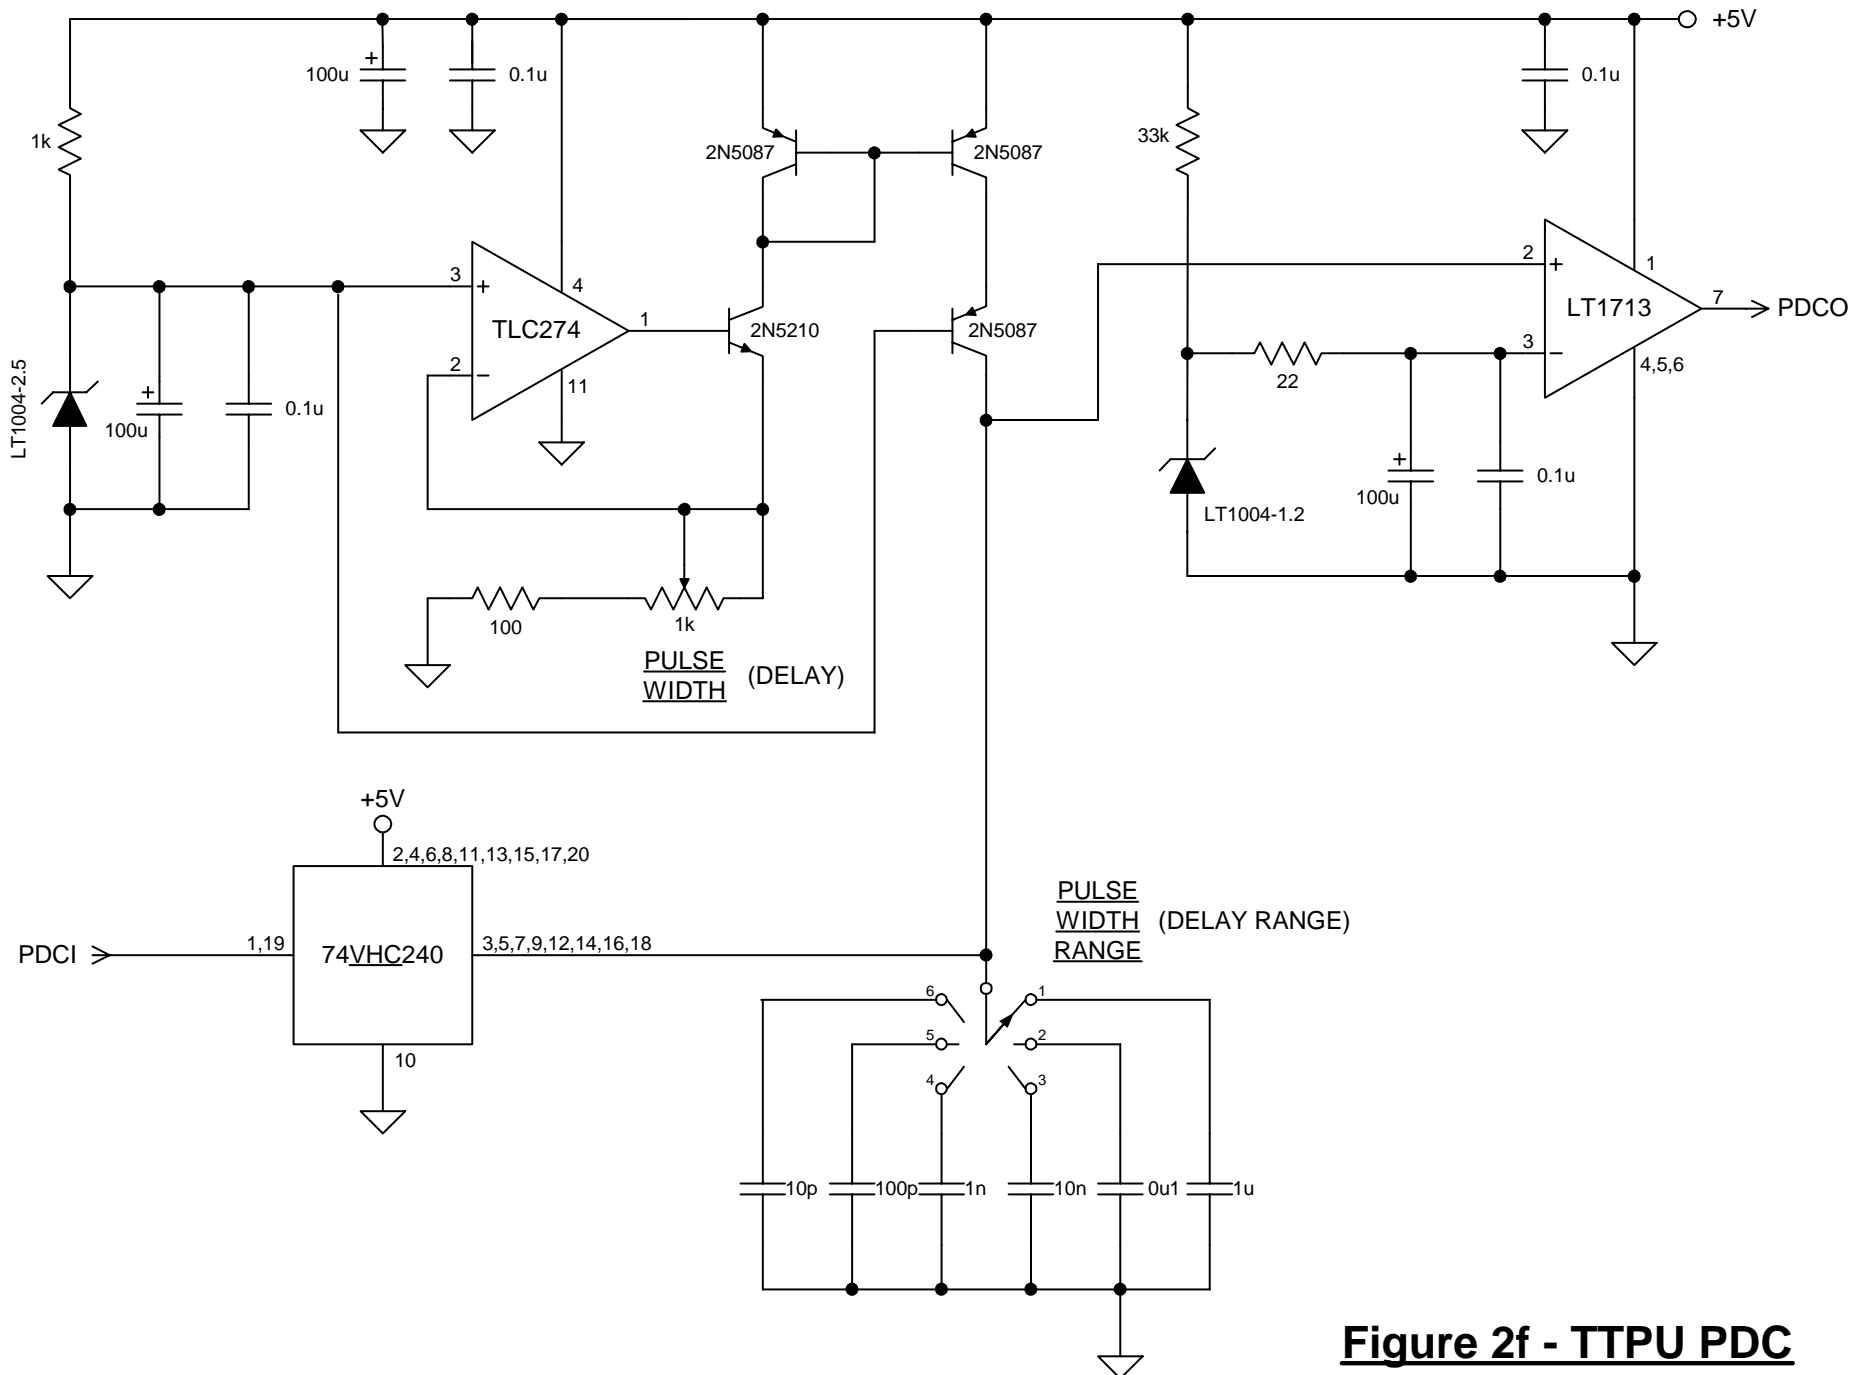 +5V
100u
+
0.1u
0.1u
1k
2N5087
2N5087
33k
3
+
4
TLC274
1
2N5210
2N5087
2
−
11
2
+
1
LT1713
7
PDCO
3
−
4,5,6
22
LT1004-2.5
+
100u
0.1u
LT1004-1.2
+
100u
0.1u
100
1k
PULSE
WIDTH
(DELAY)
+5V
2,4,6,8,11,13,15,17,20
PDCI
1,19
74VHC240
3,5,7,9,12,14,16,18
10
PULSE
WIDTH (DELAY RANGE)
RANGE
6
1
5
2
4
3
10p
100p
1n
10n
0u1
1u
Figure 2f - TTPU PDC